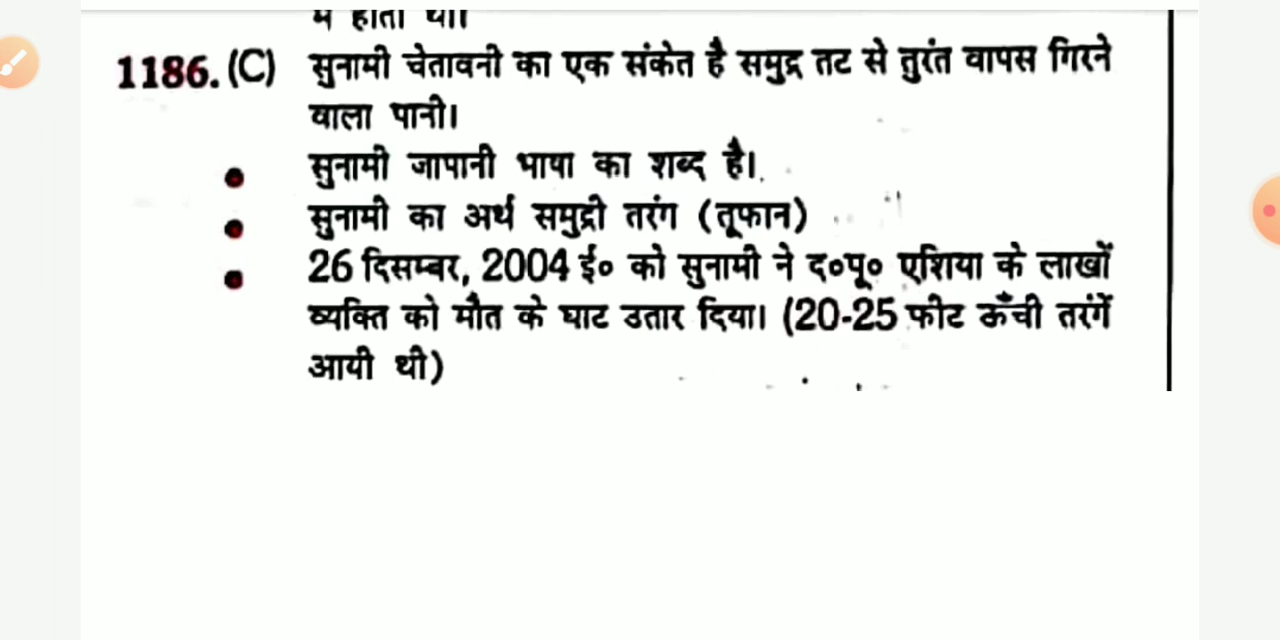 में होता था।
1186. (C) सुनामी चेतावनी का एक संकेत है समुद्र तट से तुरंत वापस गिरने
वाला पानी।
• सुनामी जापानी भाषा का शब्द है।
• सुनामी का अर्थ समुद्री तरंग (तूफान)
• 26 दिसम्बर, 2004 ई० को सुनामी ने द०पू० एशिया के लाखों
व्यक्ति को मौत के घाट उतार दिया। (20-25 फीट ऊँची तरंगें
आयी थी)